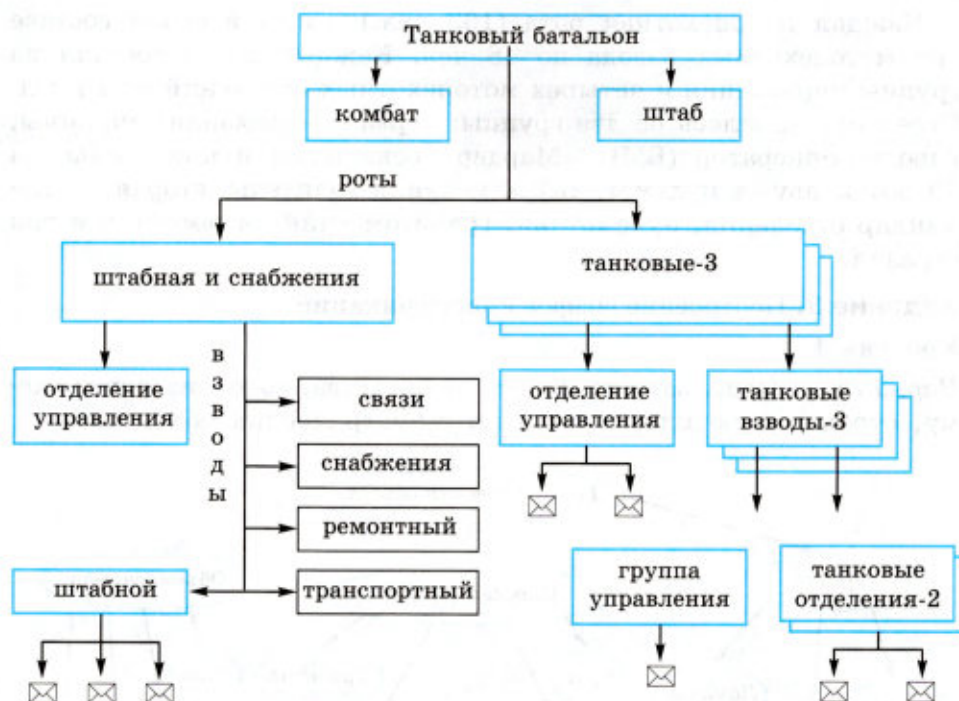 Танковый батальон
комбат
штаб
роты
штабная и снабжения
танковые-3
взводы
отделение
управления
связи
снабжения
ремонтный
транспортный
штабной
отделение
управления
танковые
взводы-3
группа
управления
танковые
отделения-2